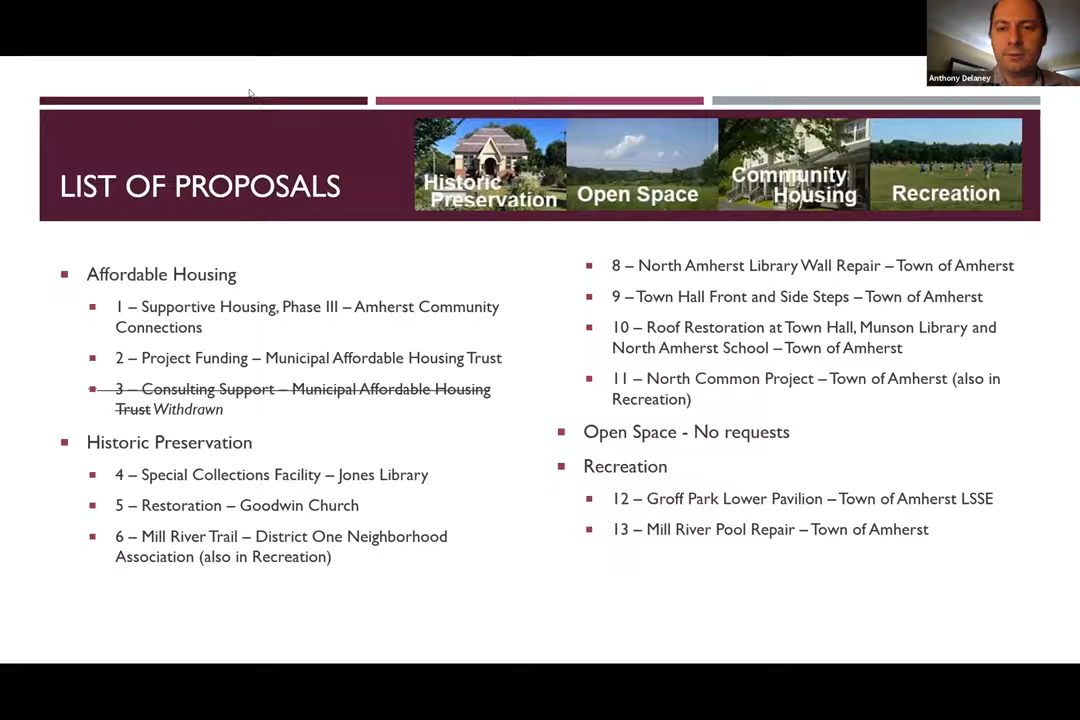 Anthony Delaney
LIST OF PROPOSALS
Historic
Preservation
Open Space
Community
Housing
Recreation
Affordable Housing
1 – Supportive Housing, Phase III – Amherst Community
Connections
2 – Project Funding – Municipal Affordable Housing Trust
3 – Consulting Support – Municipal Affordable Housing
Trust Withdrawn
Historic Preservation
4 – Special Collections Facility – Jones Library
5 – Restoration – Goodwin Church
6 – Mill River Trail – District One Neighborhood
Association (also in Recreation)
8 – North Amherst Library Wall Repair – Town of Amherst
9 – Town Hall Front and Side Steps – Town of Amherst
10 – Roof Restoration at Town Hall, Munson Library and
North Amherst School – Town of Amherst
11 – North Common Project – Town of Amherst (also in
Recreation)
Open Space - No requests
Recreation
12 – Groff Park Lower Pavilion – Town of Amherst LSSE
13 – Mill River Pool Repair – Town of Amherst